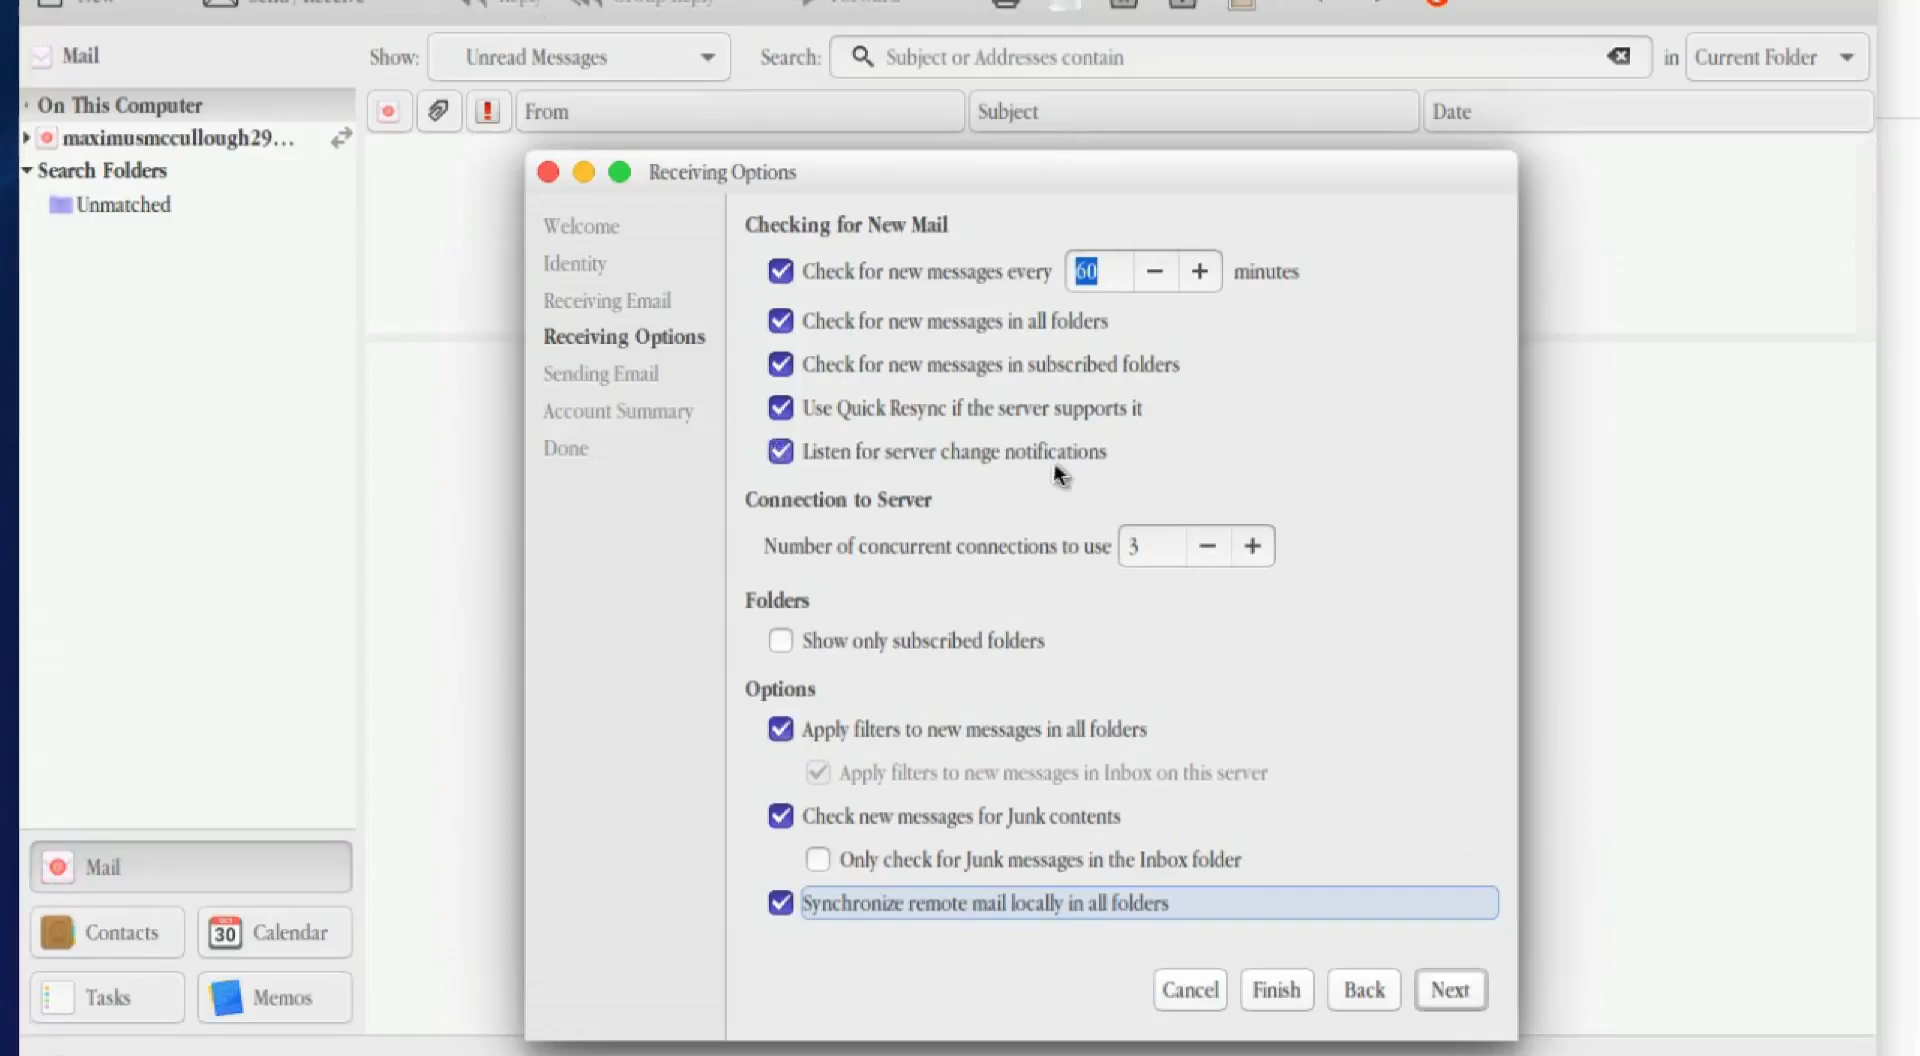 Mail
Show:
Unread Messages
Search:
Subject or Addresses contain
in
Current Folder
On This Computer
maximusmccullough29...
Search Folders
Unmatched
From
Subject
Date
Receiving Options
Welcome
Identity
Receiving Email
Receiving Options
Sending Email
Account Summary
Done
Checking for New Mail
Check for new messages every 60 minutes
Check for new messages in all folders
Check for new messages in subscribed folders
Use Quick Resync if the server supports it
Listen for server change notifications
Connection to Server
Number of concurrent connections to use 3
Folders
Show only subscribed folders
Options
Apply filters to new messages in all folders
Apply filters to new messages in Inbox on this server
Check new messages for Junk contents
Only check for Junk messages in the Inbox folder
Synchronize remote mail locally in all folders
Cancel
Finish
Back
Next
Mail
Contacts
30
Calendar
Tasks
Memos